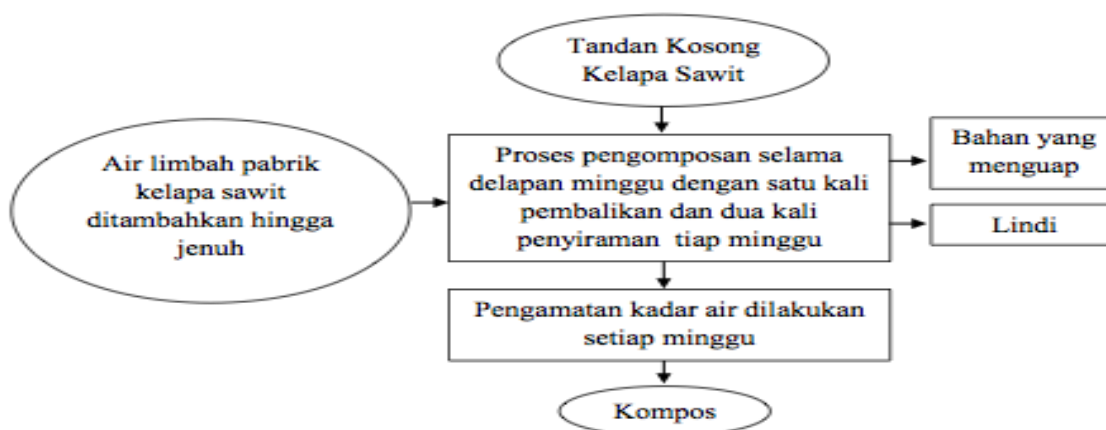 Tandan Kosong
Kelapa Sawit
Air limbah pabrik
kelapa sawit
ditambahkan hingga
jenuh
Proses pengomposan selama
delapan minggu dengan satu kali
pembalikan dan dua kali
penyiraman tiap minggu
Bahan yang
menguap
Lindi
Pengamatan kadar air dilakukan
setiap minggu
Kompos